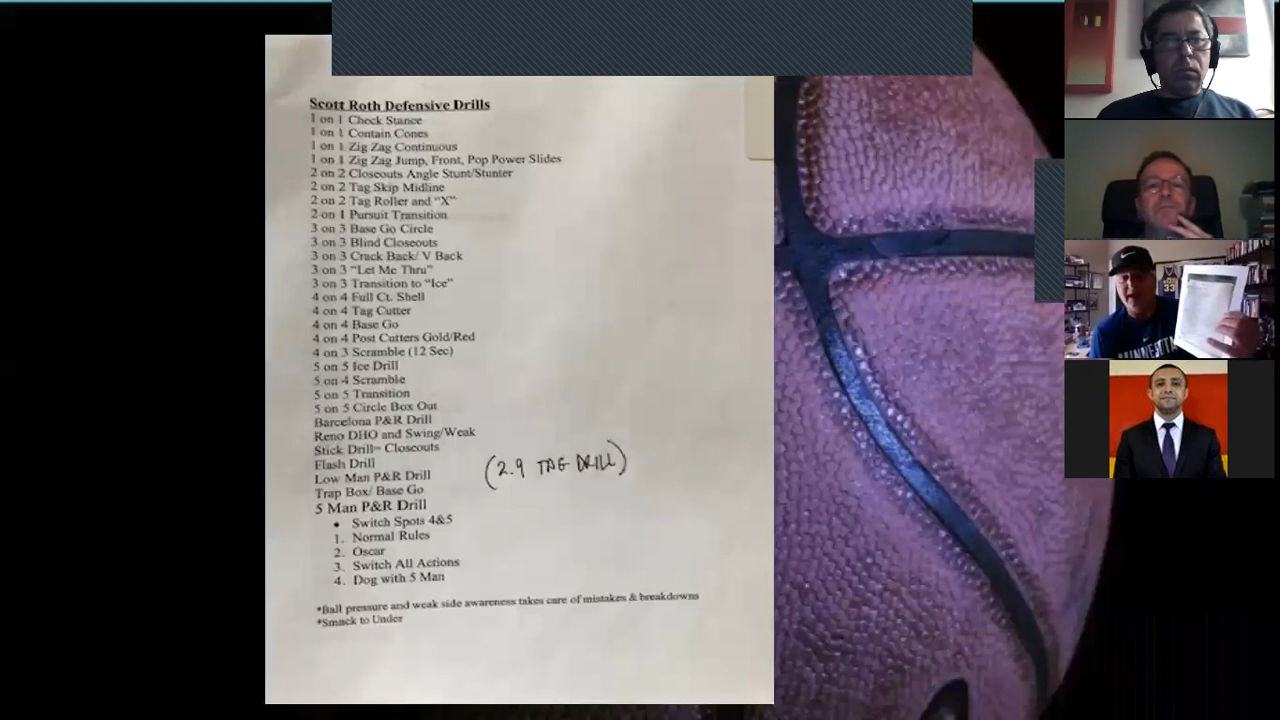 Scott Roth Defensive Drills
1 on 1 Check Stance
1 on 1 Contain Cones
1 on 1 Zig Zag Continuous
1 on 1 Zig Zag Jump, Front, Pop Power Slides
2 on 2 Closeouts Angle Stunt/Stunter
2 on 2 Tag Skip Midline
2 on 2 Tag Roller and “X”
2 on 1 Pursuit Transition
3 on 3 Base Go Circle
3 on 3 Blind Closeouts
3 on 3 Crack Back/ V Back
3 on 3 “Let Me Thru”
3 on 3 Transition to “Ice”
4 on 4 Full Ct. Shell
4 on 4 Tag Cutter
4 on 4 Base Go
4 on 4 Post Cutters Gold/Red
4 on 3 Scramble (12 Sec)
5 on 5 Ice Drill
5 on 4 Scramble
5 on 5 Transition
5 on 5 Circle Box Out
Barcelona P&R Drill
Reno DHO and Swing/Weak
Stick Drill= Closeouts
Flash Drill
Low Man P&R Drill (2.9 TAG DRILL)
Trap Box/ Base Go
5 Man P&R Drill
• Switch Spots 4&5
1. Normal Rules
2. Oscar
3. Switch All Actions
4. Dog with 5 Man
*Ball pressure and weak side awareness takes care of mistakes & breakdowns
*Smack to Under
33
MINNESOTA